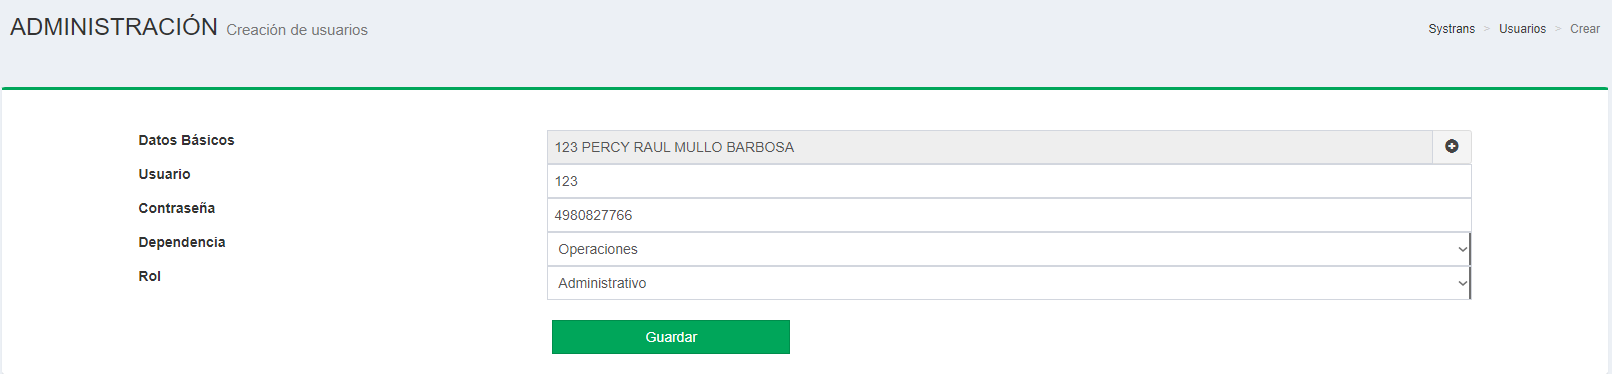 ADMINISTRACIÓN Creación de usuarios
Systrans > Usuarios > Crear
Datos Básicos
123 PERCY RAUL MULLO BARBOSA
Usuario
123
Contraseña
4980827766
Dependencia
Operaciones
Rol
Administrativo
Guardar